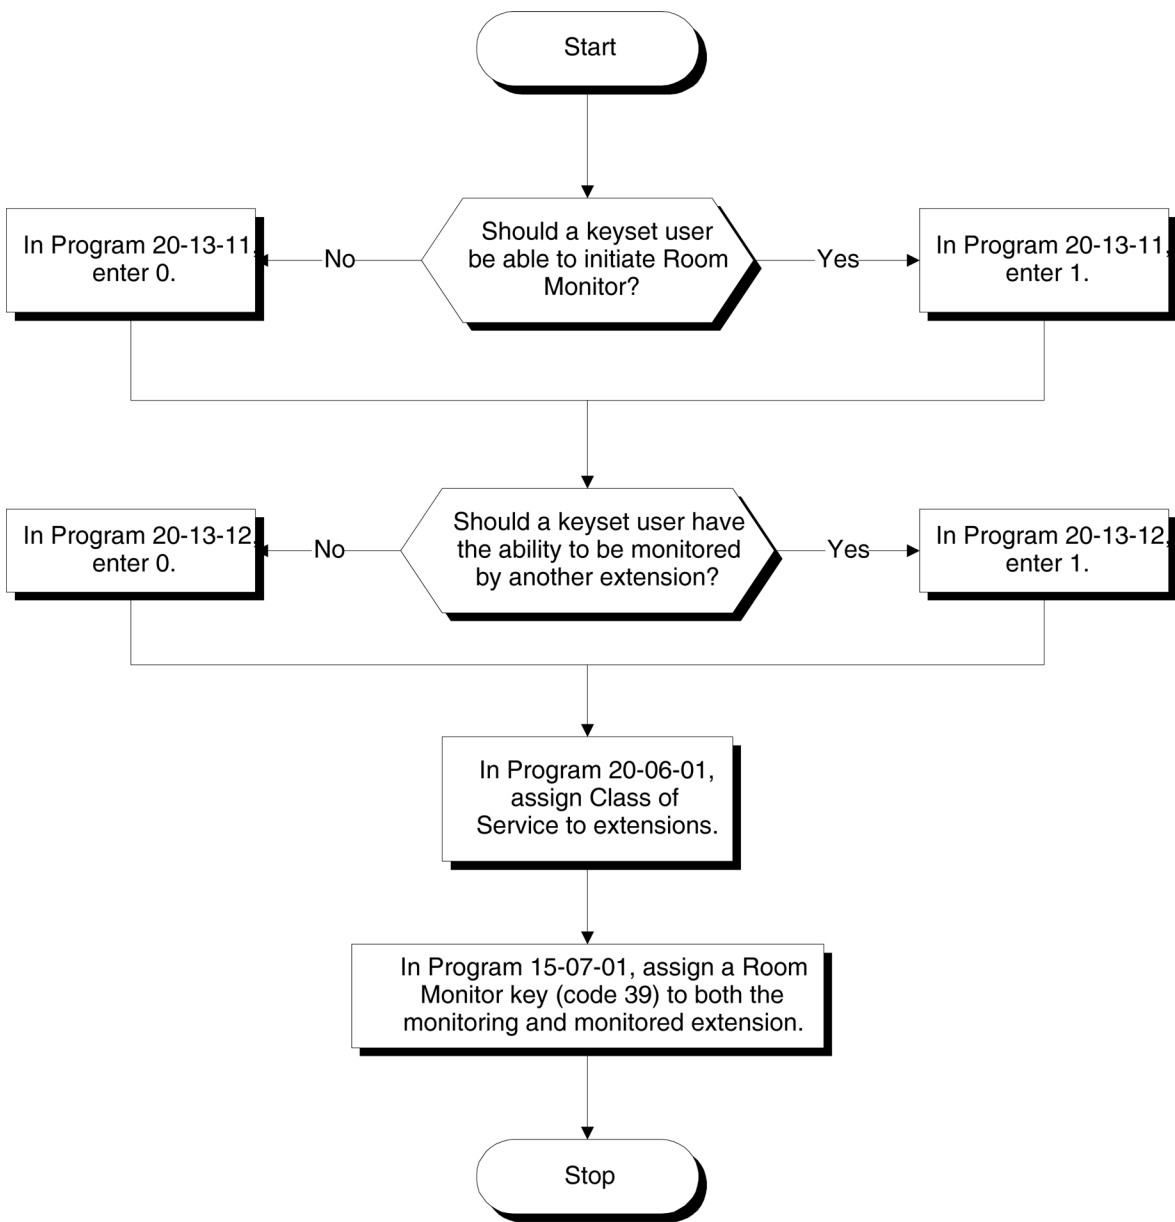 Start
Should a keyset user
be able to initiate Room
Monitor?
No
Yes
In Program 20-13-11,
enter 0.
In Program 20-13-11,
enter 1.
Should a keyset user have
the ability to be monitored
by another extension?
No
Yes
In Program 20-13-12,
enter 0.
In Program 20-13-12,
enter 1.
In Program 20-06-01,
assign Class of
Service to extensions.
In Program 15-07-01, assign a Room
Monitor key (code 39) to both the
monitoring and monitored extension.
Stop